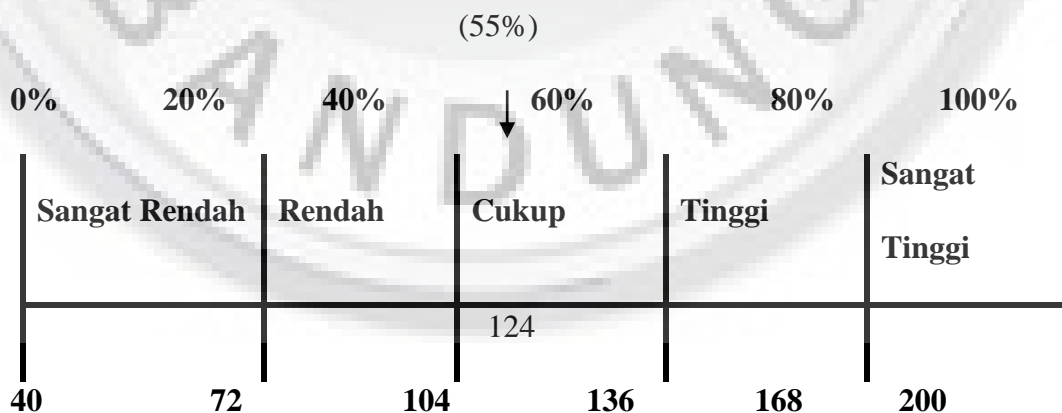 (55%)
0% 20% 40% 60% 80% 100%
Sangat Rendah Rendah Cukup Tinggi Sangat
Tinggi
124
40 72 104 136 168 200
BANDUNG